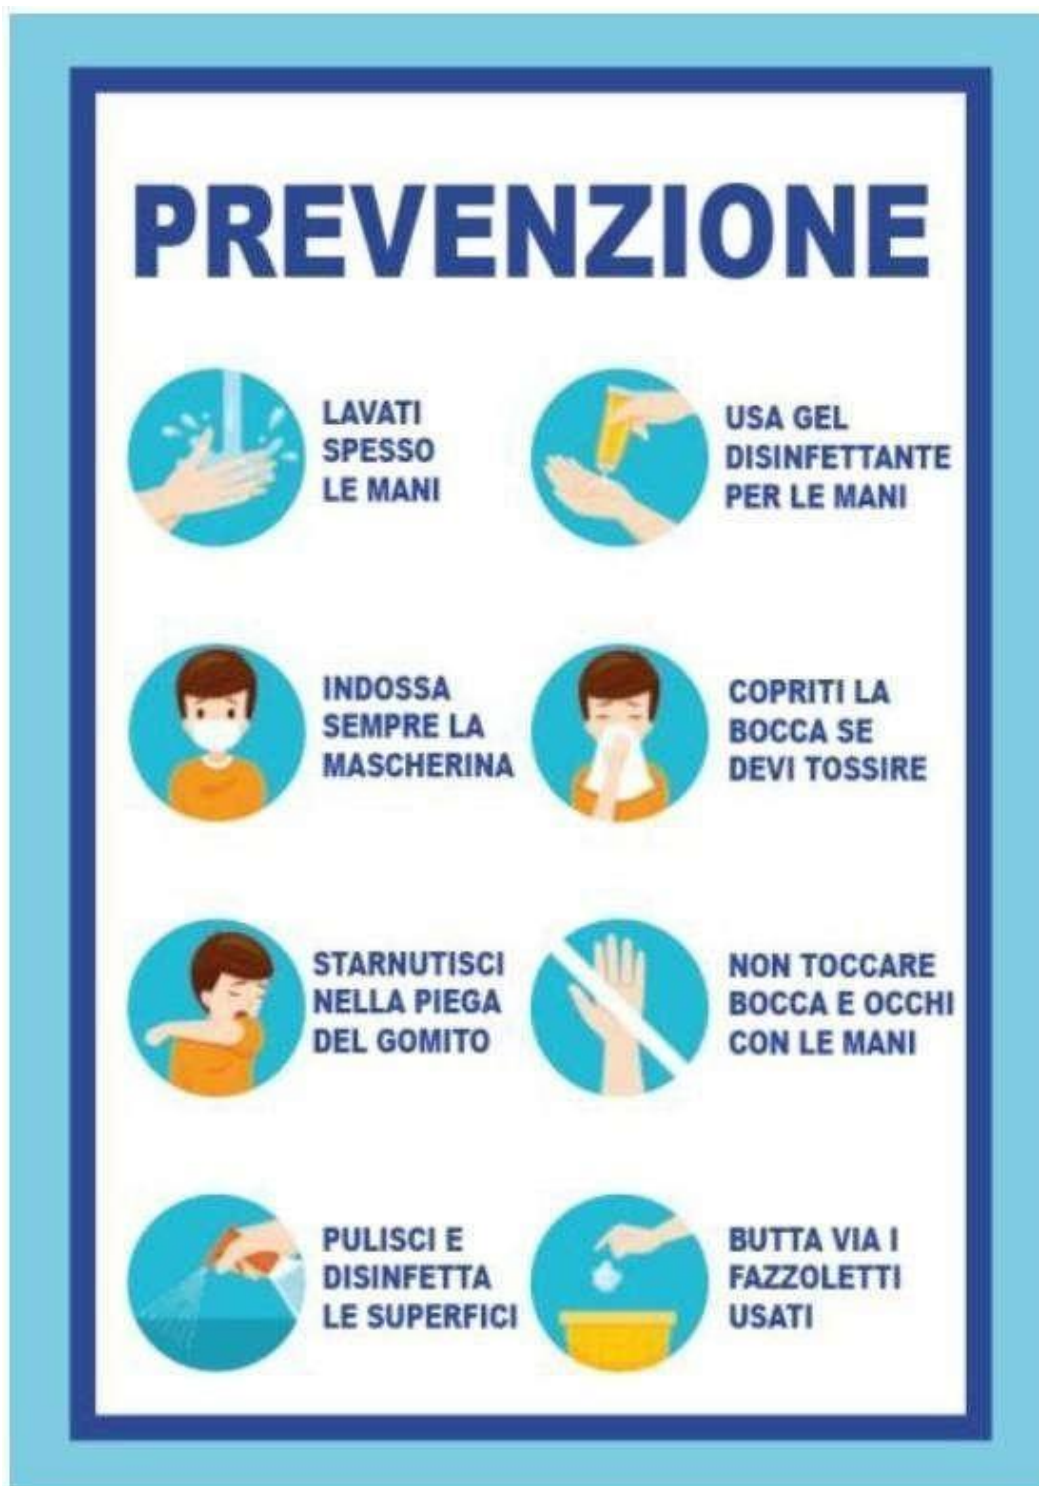 PREVENZIONE
LAVATI
SPESSO
LE MANI
USA GEL
DISINFETTANTE
PER LE MANI
INDOSSA
SEMPRE LA
MASCHERINA
COPRITI LA
BOCCA SE
DEVI TOSSIRE
STARNUTISCI
NELLA PIEGA
DEL GOMITO
NON TOCCARE
BOCCA E OCCHI
CON LE MANI
PULISCI E
DISINFETTA
LE SUPERFICI
BUTTA VIA I
FAZZOLETTI
USATI